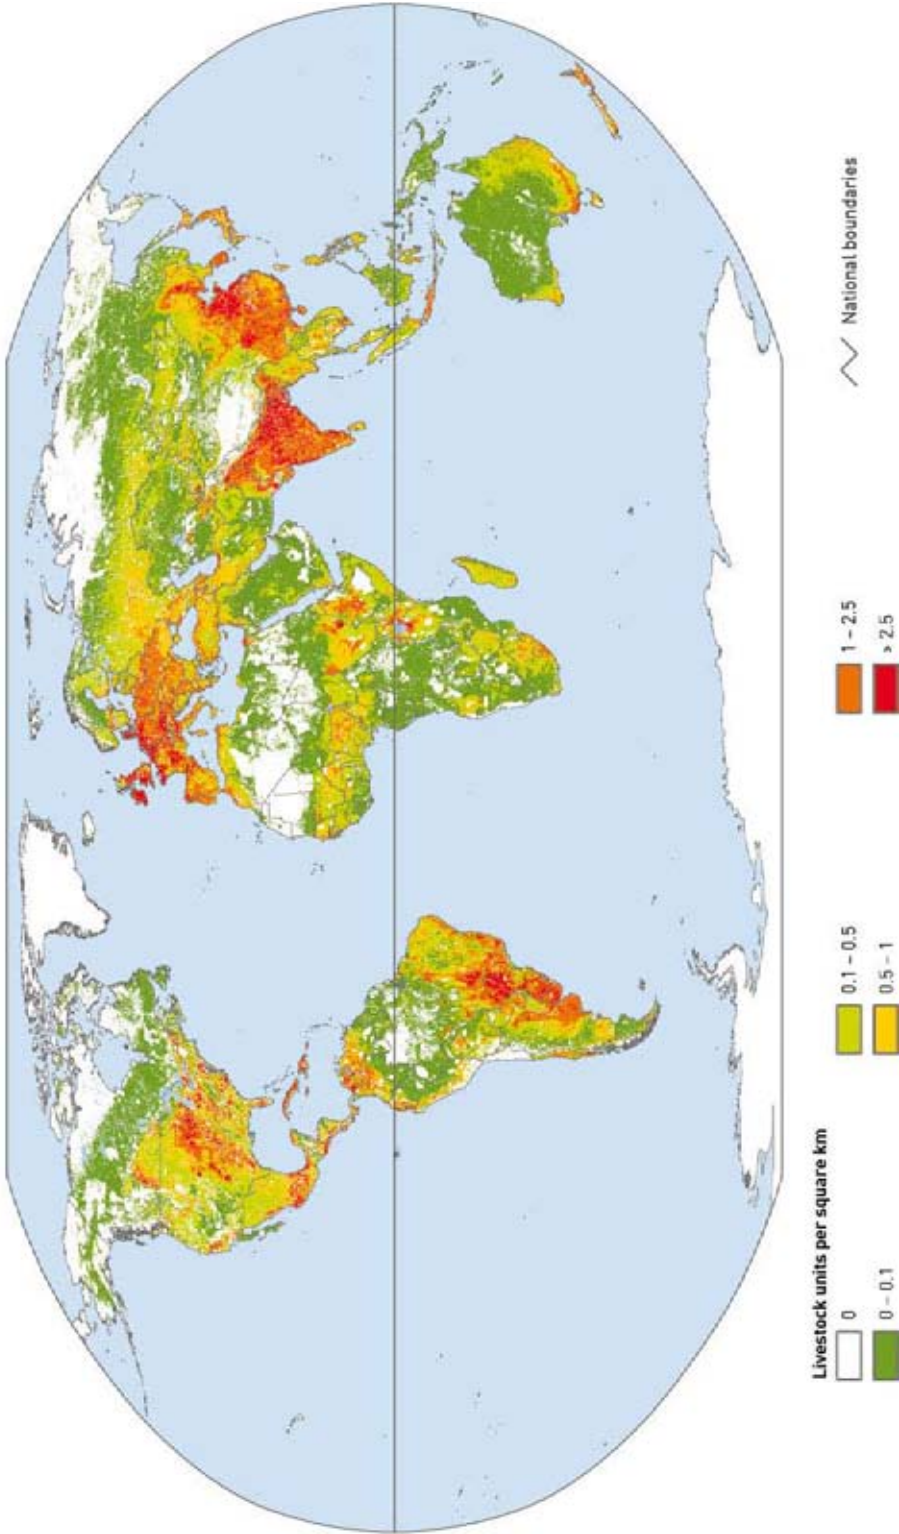 Livestock units per square km
0
0 – 0.1
0.1 – 0.5
0.5 – 1
1 – 2.5
> 2.5
National boundaries